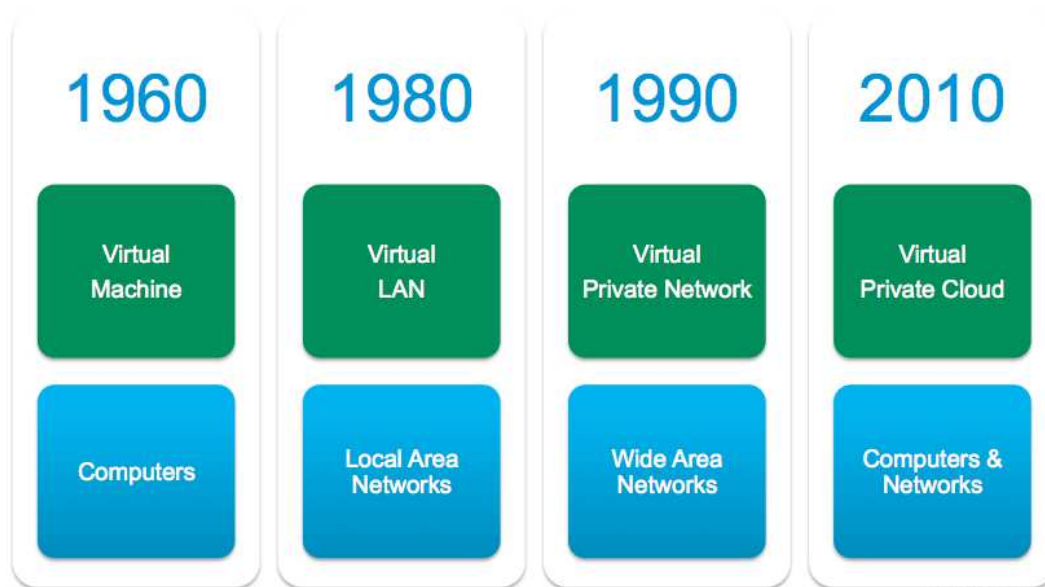 1960
Virtual
Machine
Computers
1980
Virtual
LAN
Local Area
Networks
1990
Virtual
Private Network
Wide Area
Networks
2010
Virtual
Private Cloud
Computers &
Networks